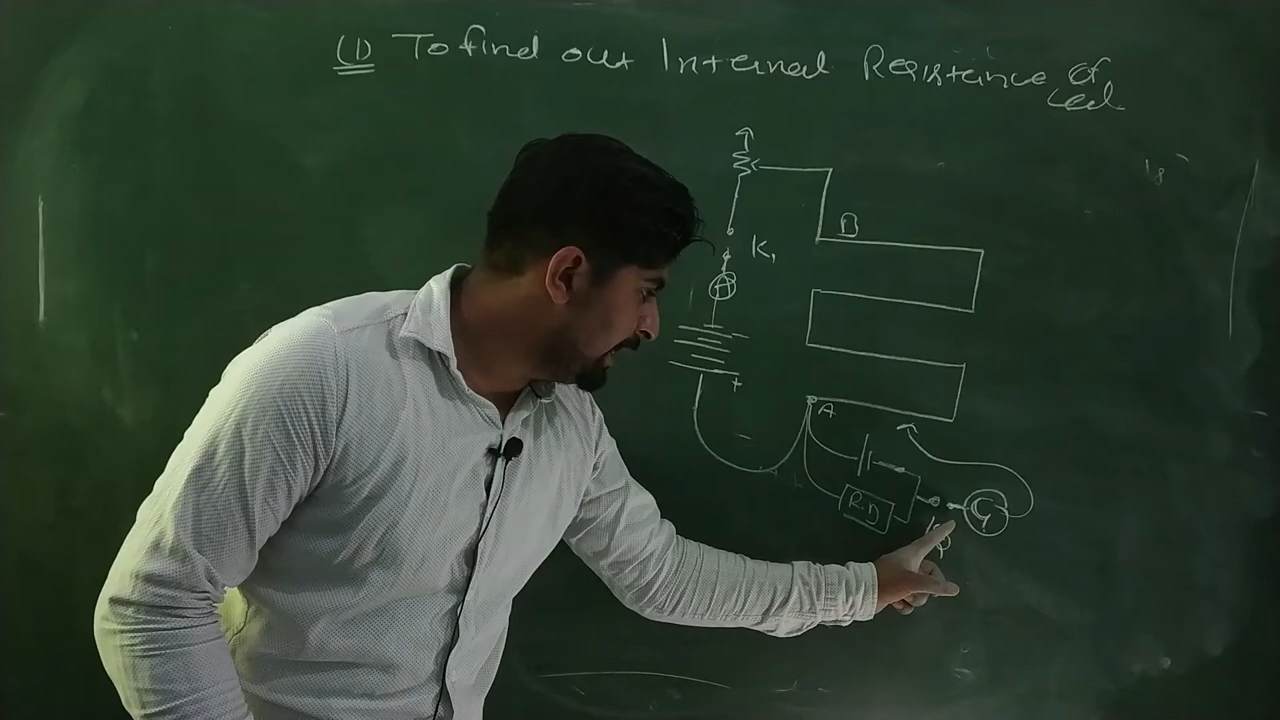 (1) To find out Internal Resistance of
cell
K₁
A
B
+
-
A
R.B
G